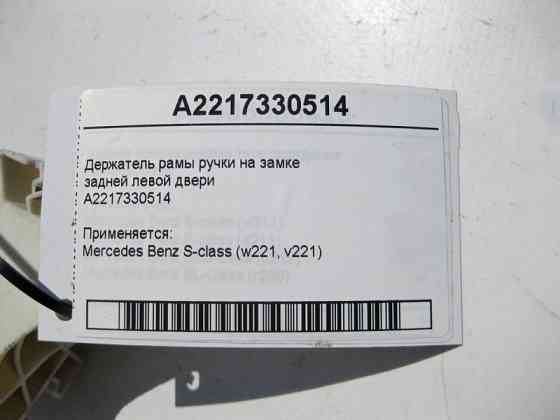 A2217330514
Держатель рамы ручки на замке
задней левой двери
A2217330514
Применяется:
Mercedes Benz S-class (w221, v221)